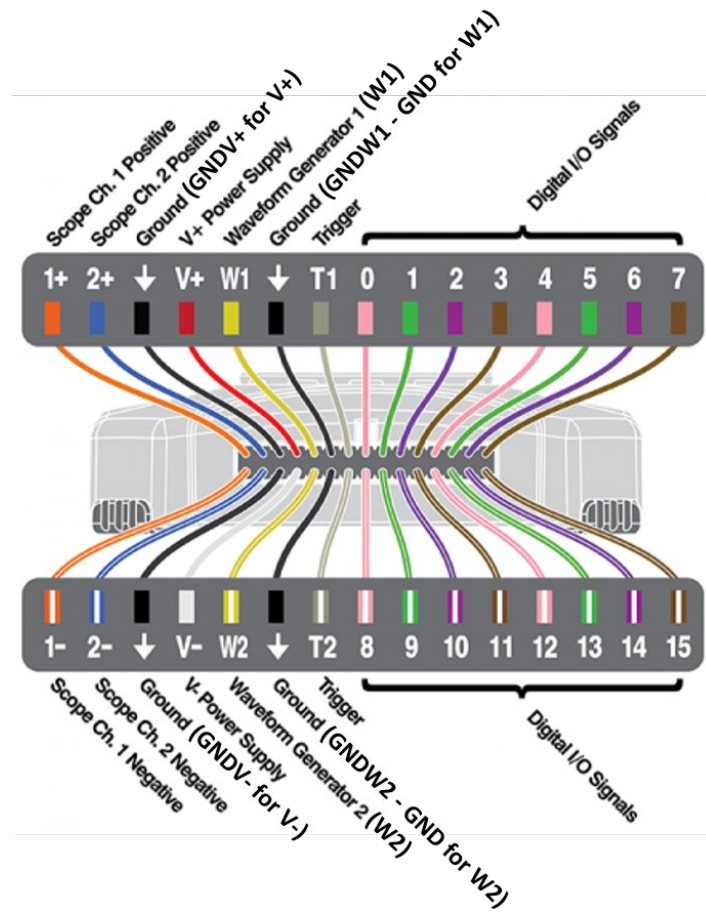 Scope Ch. 1 Positive
Scope Ch. 2 Positive
Ground (GNDV+ for V+)
V+ Power Supply
Waveform Generator 1 (W1)
Ground (GNDW1 - GND for W1)
Trigger
Digital I/O Signals
1+ 2+ ↓ V+ W1 ↓ T1 0 1 2 3 4 5 6 7
1- 2- ↓ V- W2 ↓ T2 8 9 10 11 12 13 14 15
Scope Ch. 1 Negative
Scope Ch. 2 Negative
Ground (GNDV- for V-)
V- Power Supply
Waveform Generator 2 (W2)
Ground (GNDW2 - GND for W2)
Trigger
Digital I/O Signals